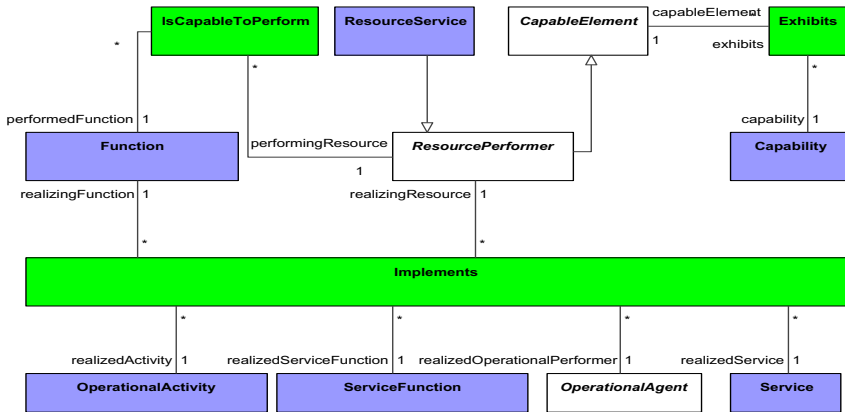 IsCapableToPerform
ResourceService
CapableElement
capableElement
*
Exhibits
*
*
1
exhibits
*
performedFunction 1
performingResource
capability 1
Function
1
ResourcePerformer
Capability
realizingFunction 1
realizingResource 1
*
*
Implements
*
*
*
*
realizedActivity 1
realizedServiceFunction 1
realizedOperationalPerformer 1
realizedService 1
OperationalActivity
ServiceFunction
OperationalAgent
Service